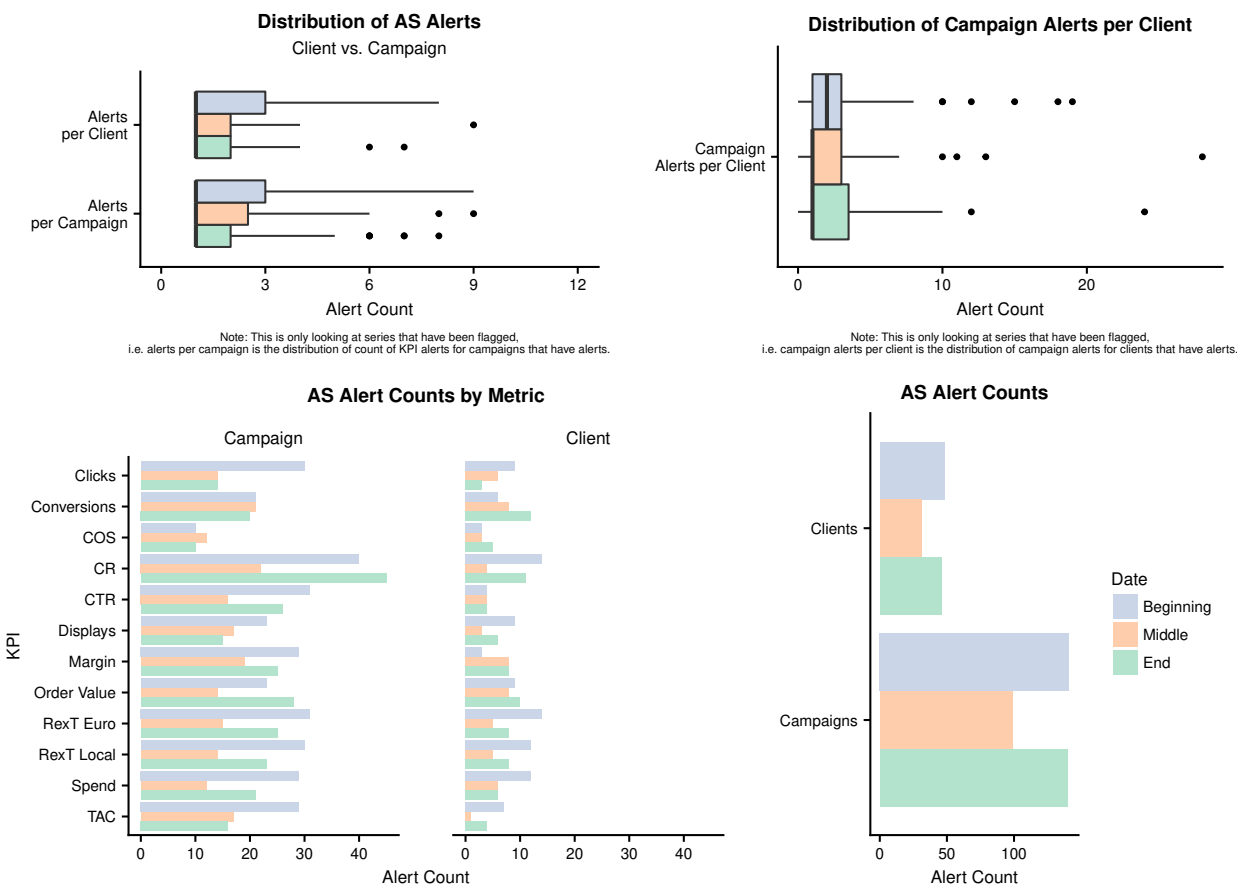 Distribution of AS Alerts
Client vs. Campaign
Alerts
per Client
Alerts
per Campaign
0 3 6 9 12
Alert Count
Note: This is only looking at series that have been flagged,
i.e. alerts per campaign is the distribution of count of KPI alerts for campaigns that have alerts.
Distribution of Campaign Alerts per Client
Campaign
Alerts per Client
0 10 20
Alert Count
Note: This is only looking at series that have been flagged,
i.e. campaign alerts per client is the distribution of campaign alerts for clients that have alerts.
AS Alert Counts by Metric
Campaign Client
KPI
Clicks
Conversions
COS
CR
CTR
Displays
Margin
Order Value
RexT Euro
RexT Local
Spend
TAC
0 10 20 30 40 0 10 20 30 40
Alert Count
AS Alert Counts
Clients
Campaigns
0 50 100
Alert Count
Date
Beginning
Middle
End